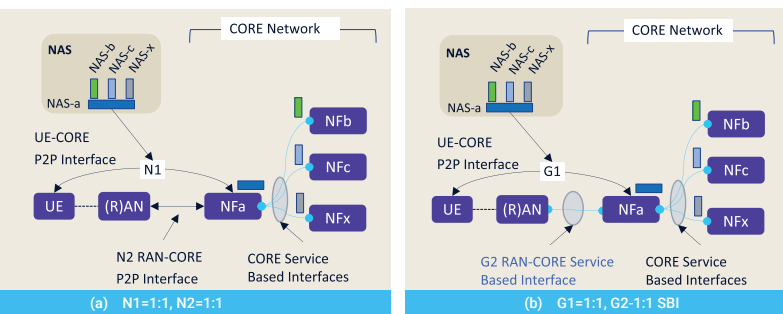 CORE Network
NAS
NAS-b
NAS-c
NAS-x
NAS-a
UE-CORE
P2P Interface
N1
NFb
NFc
NFx
UE
(R)AN
NFa
N2 RAN-CORE
P2P Interface
CORE Service
Based Interfaces
(a) N1=1:1, N2=1:1
CORE Network
NAS
NAS-b
NAS-c
NAS-x
NAS-a
UE-CORE
P2P Interface
G1
NFb
NFc
NFx
UE
(R)AN
NFa
G2 RAN-CORE Service
Based Interface
CORE Service
Based Interfaces
(b) G1=1:1, G2-1:1 SBI